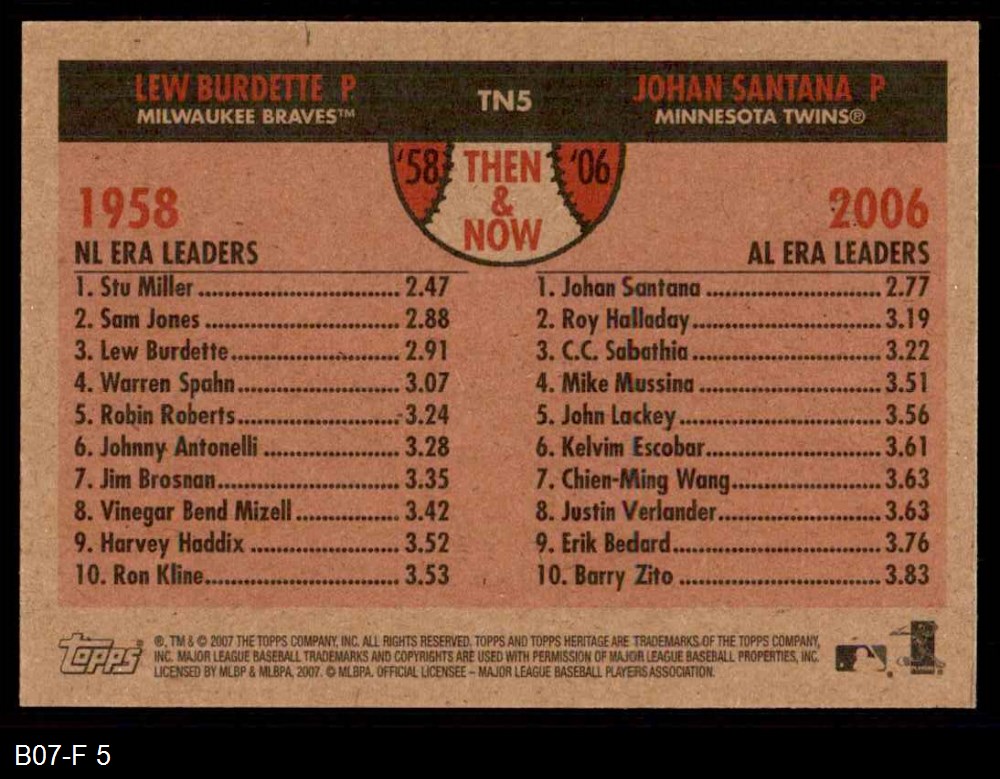 LEW BURDETTE P
MILWAUKEE BRAVES™
TN5
JOHAN SANTANA P
MINNESOTA TWINS®
'58 THEN & NOW '06
1958
NL ERA LEADERS
1. Stu Miller 2.47
2. Sam Jones 2.88
3. Lew Burdette 2.91
4. Warren Spahn 3.07
5. Robin Roberts 3.24
6. Johnny Antonelli 3.28
7. Jim Brosnan 3.35
8. Vinegar Bend Mizell 3.42
9. Harvey Haddix 3.52
10. Ron Kline 3.53
2006
AL ERA LEADERS
1. Johan Santana 2.77
2. Roy Halladay 3.19
3. C.C. Sabathia 3.22
4. Mike Mussina 3.51
5. John Lackey 3.56
6. Kelvim Escobar 3.61
7. Chien-Ming Wang 3.63
8. Justin Verlander 3.63
9. Erik Bedard 3.76
10. Barry Zito 3.83
Topps®
®, TM & © 2007 THE TOPPS COMPANY, INC. ALL RIGHTS RESERVED. TOPPS AND TOPPS HERITAGE ARE TRADEMARKS OF THE TOPPS COMPANY,
INC. MAJOR LEAGUE BASEBALL TRADEMARKS AND COPYRIGHTS ARE USED WITH PERMISSION OF MAJOR LEAGUE BASEBALL PROPERTIES, INC.
LICENSED BY MLBP & MLBPA, 2007. © MLBPA. OFFICIAL LICENSEE – MAJOR LEAGUE BASEBALL PLAYERS ASSOCIATION.
B07-F 5